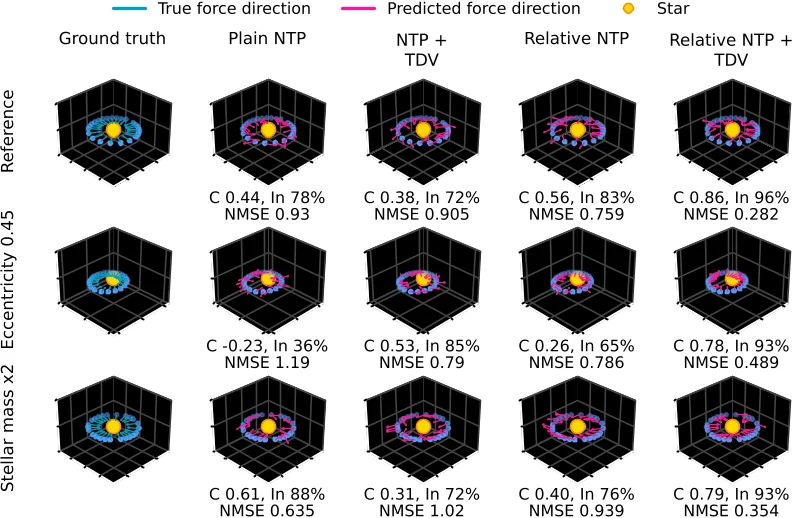 True force direction
Predicted force direction
Star
Ground truth
Plain NTP
NTP +
TDV
Relative NTP
Relative NTP +
TDV
Reference
C 0.44, In 78%
NMSE 0.93
C 0.38, In 72%
NMSE 0.905
C 0.56, In 83%
NMSE 0.759
C 0.86, In 96%
NMSE 0.282
Eccentricity 0.45
C -0.23, In 36%
NMSE 1.19
C 0.53, In 85%
NMSE 0.79
C 0.26, In 65%
NMSE 0.786
C 0.78, In 93%
NMSE 0.489
Stellar mass x2
C 0.61, In 88%
NMSE 0.635
C 0.31, In 72%
NMSE 1.02
C 0.40, In 76%
NMSE 0.939
C 0.79, In 93%
NMSE 0.354